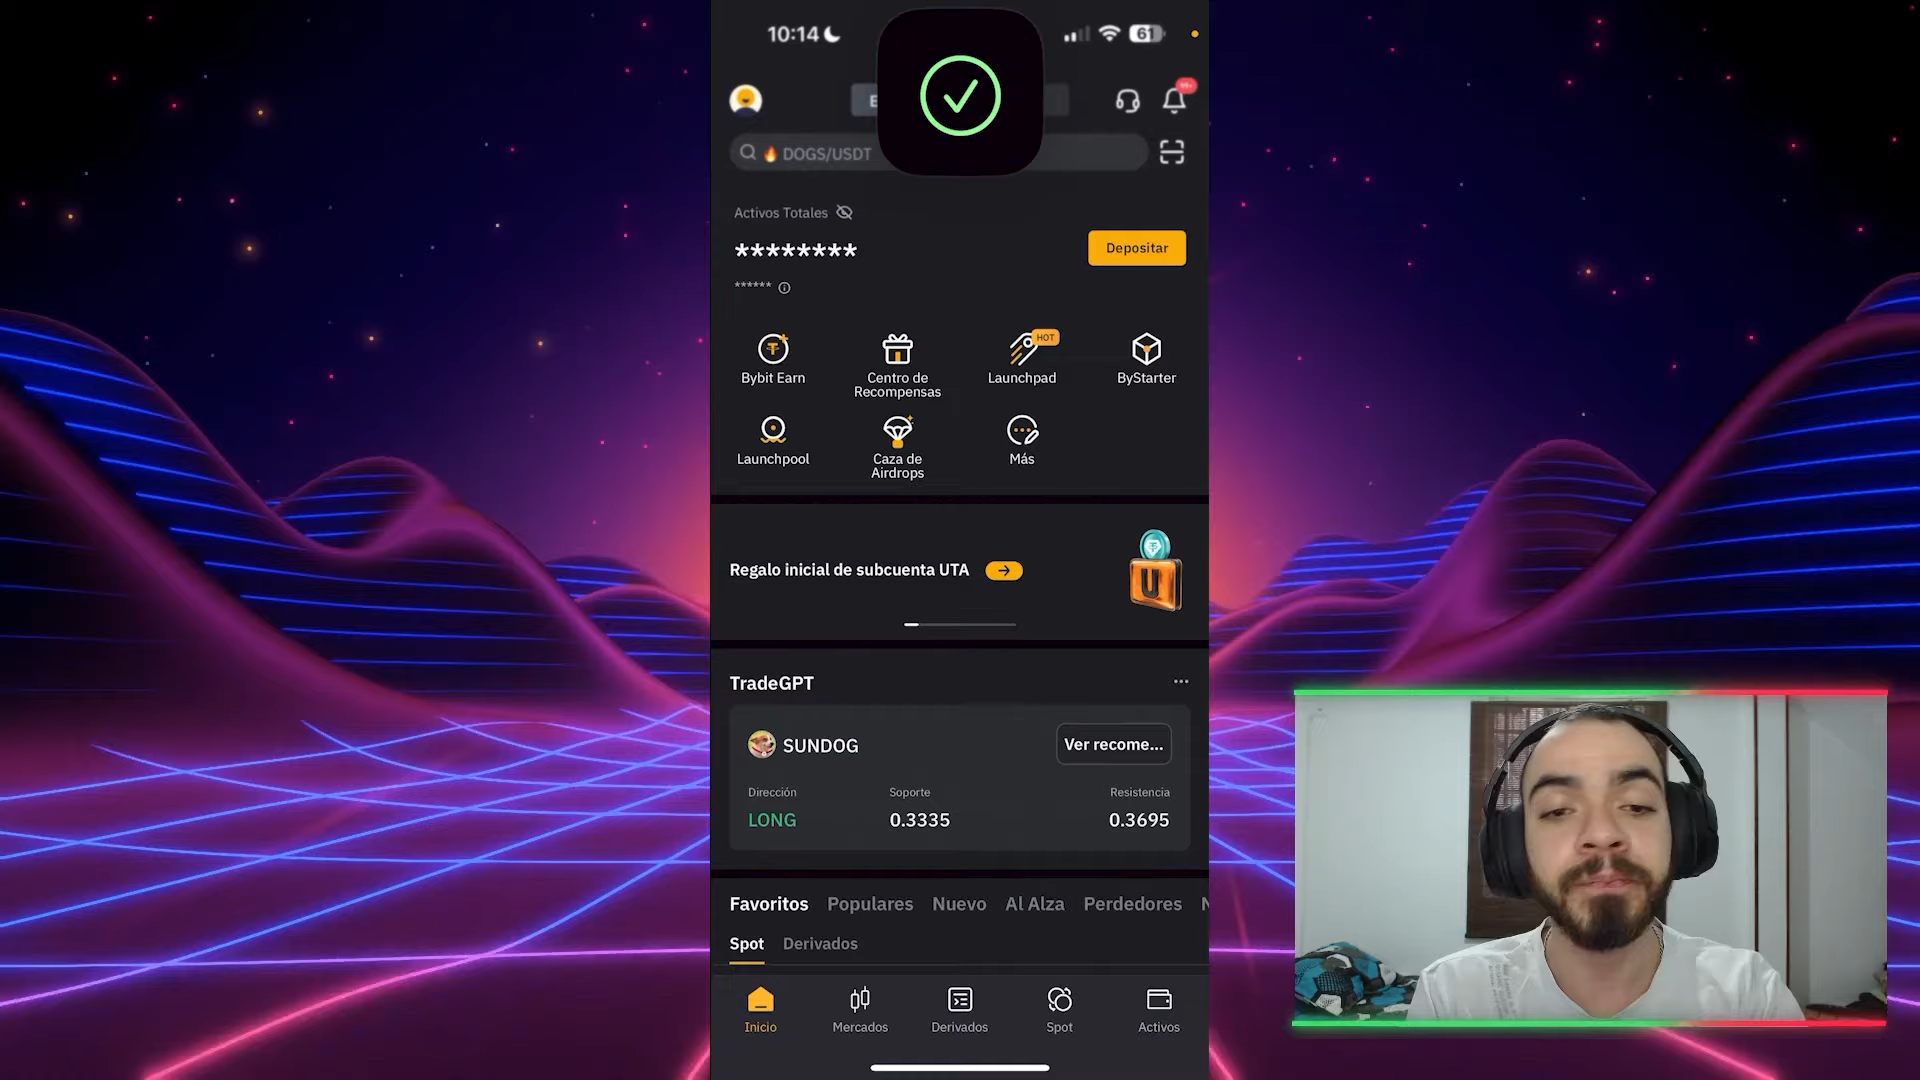 10:14
61
E
99+
DOGS/USDT
Activos Totales
********
Depositar
******
HOT
Bybit Earn
Centro de
Recompensas
Launchpad
ByStarter
Launchpool
Caza de
Airdrops
Más
Regalo inicial de subcuenta UTA
U
TradeGPT
SUNDOG
Ver recome...
Dirección
Soporte
Resistencia
LONG
0.3335
0.3695
Favoritos
Populares
Nuevo
Al Alza
Perdedores
N
Spot
Derivados
Inicio
Mercados
Derivados
Spot
Activos